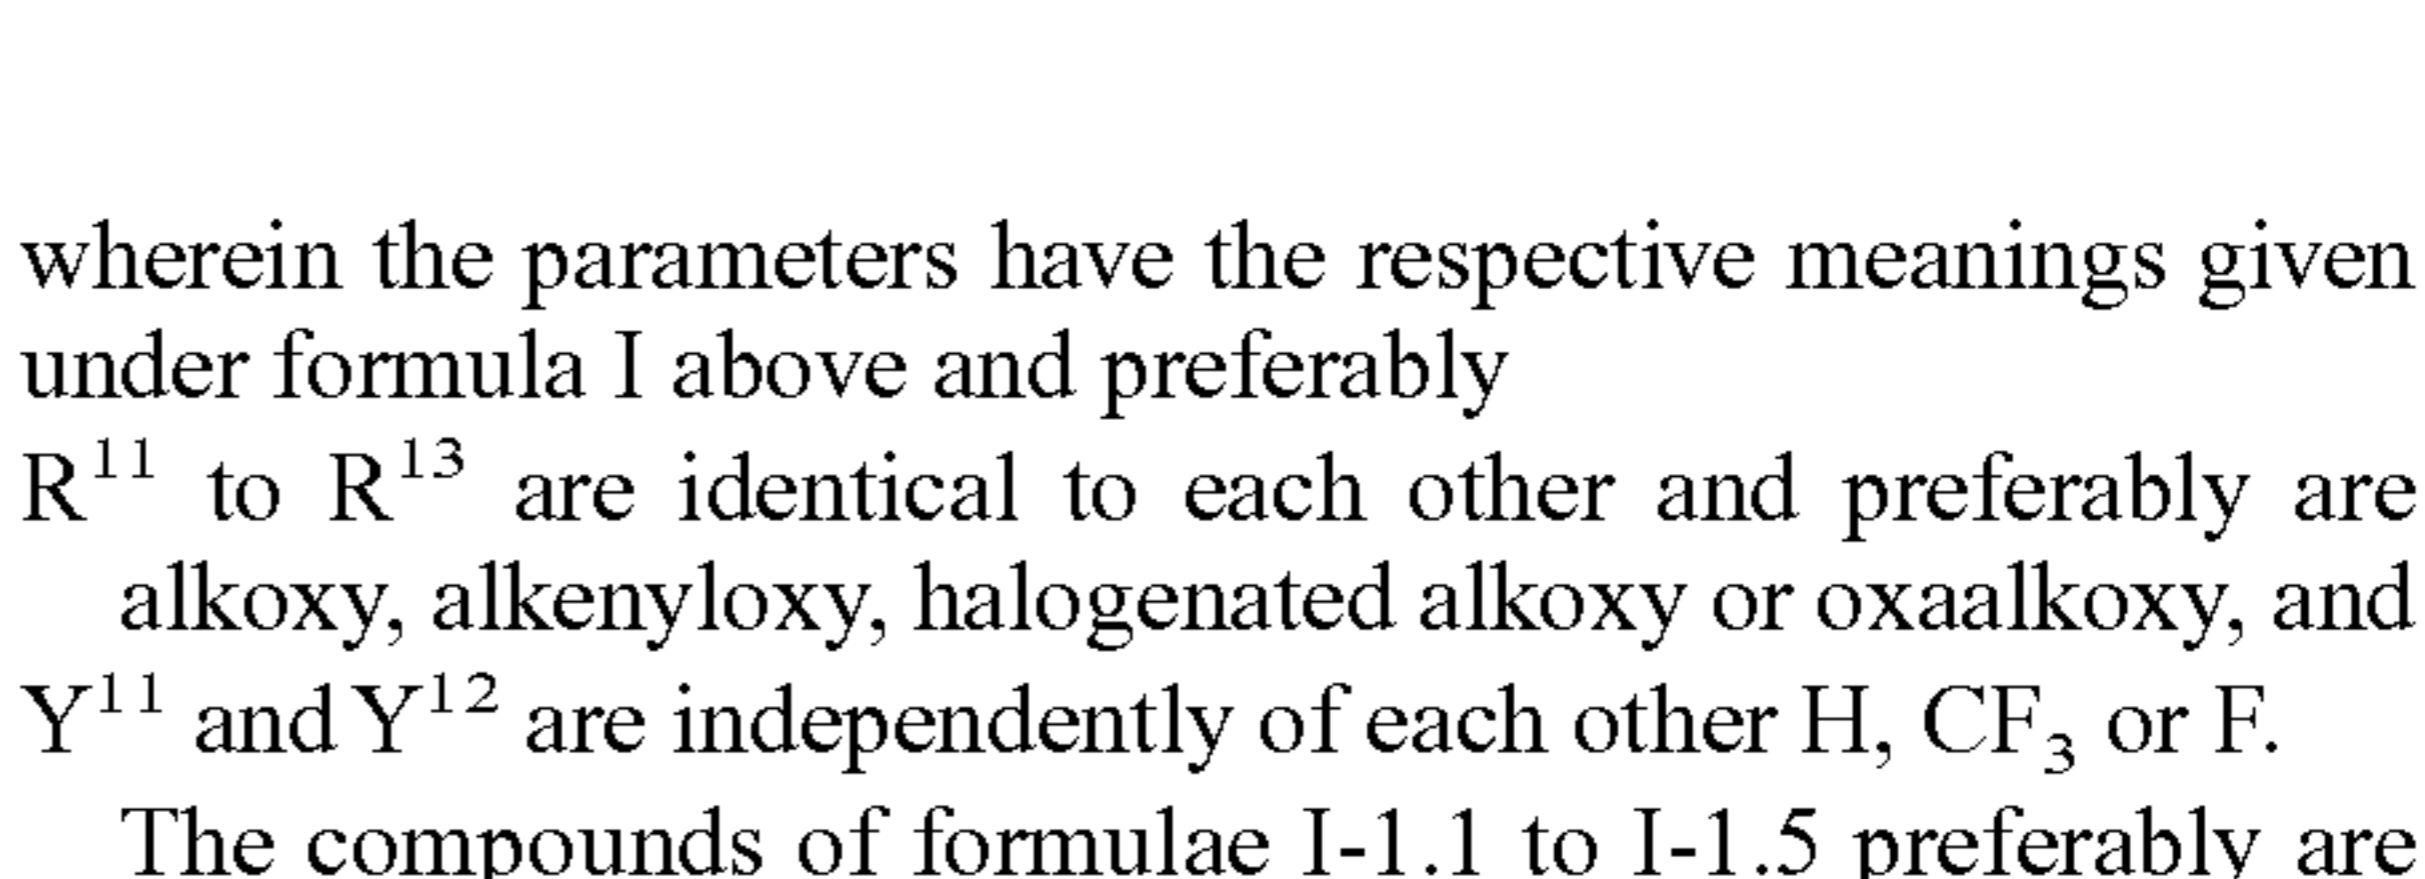 wherein the parameters have the respective meanings given
under formula I above and preferably
R¹¹ to R¹³ are identical to each other and preferably are
alkoxy, alkenyloxy, halogenated alkoxy or oxaalkoxy, and
Y¹¹ and Y¹² are independently of each other H, CF₃ or F.
The compounds of formulae I-1.1 to I-1.5 preferably are